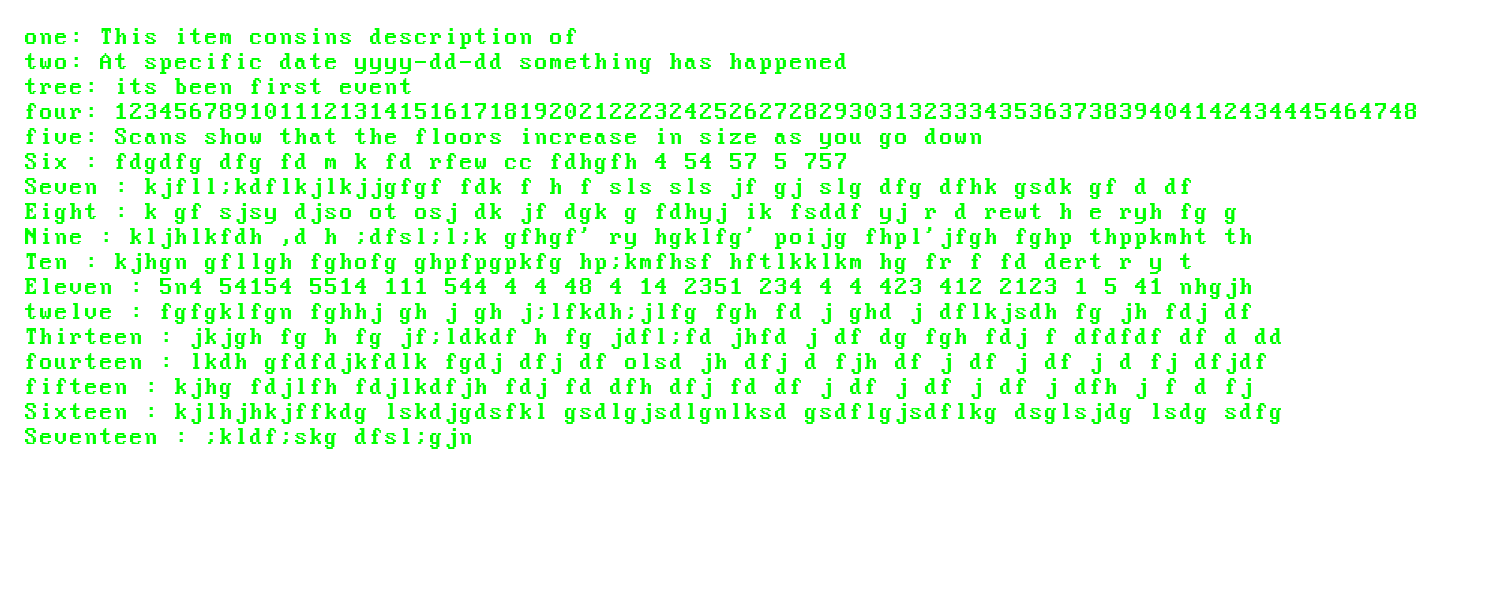 one: This item consins description of
two: At specific date yyyy-dd-dd something has happened
tree: its been first event
four: 123456789101112131415161718192021222324252627282930313233343536373839404142434445464748
five: Scans show that the floors increase in size as you go down
Six : fdgdfg dfg fd m k fd rfew cc fdhgfh 4 54 57 5 757
Seven : kjfll;kdflkjlkjjgfgf fdk f h f sls sls jf gj slg dfg dfhk gsdk gf d df
Eight : k gf sjsy djso ot osj dk jf dgk g fdhyj ik fsddf yj r d rewt h e ryh fg g
Nine : kljhlkfdh ,d h ;dfsl;l;k gfhgf' ry hgklfg' poijg fhpl'jfgh fghp thppkmht th
Ten : kjhgn gfllgh fghofg ghpfpgpkfg hp;kmfhsf hftlkklkm hg fr f fd dert r y t
Eleven : 5n4 54154 5514 111 544 4 4 48 4 14 2351 234 4 4 423 412 2123 1 5 41 nhgjh
twelve : fgfgklfgn fghhj gh j gh j;lfkdh;jlfg fgh fd j ghd j dflkjsdh fg jh fdj df
Thirteen : jkjgh fg h fg jf;ldkdf h fg jdfl;fd jhfd j df dg fgh fdj f dfdfdf df d dd
fourteen : lkdh gfdfdjkfdlk fgdj dfj df olsd jh dfj d fjh df j df j df j d fj dfjdf
fifteen : kjhg fdjlfh fdjlkdfjh fdj fd dfh dfj fd df j df j df j df j dfh j f d fj
Sixteen : kjlhjhkjffkdg lskdjgdsfkl gsdlgjsdlgnlksd gsdflgjsdflkg dsglsjdg lsdg sdfg
Seventeen : ;kldf;skg dfsl;gjn